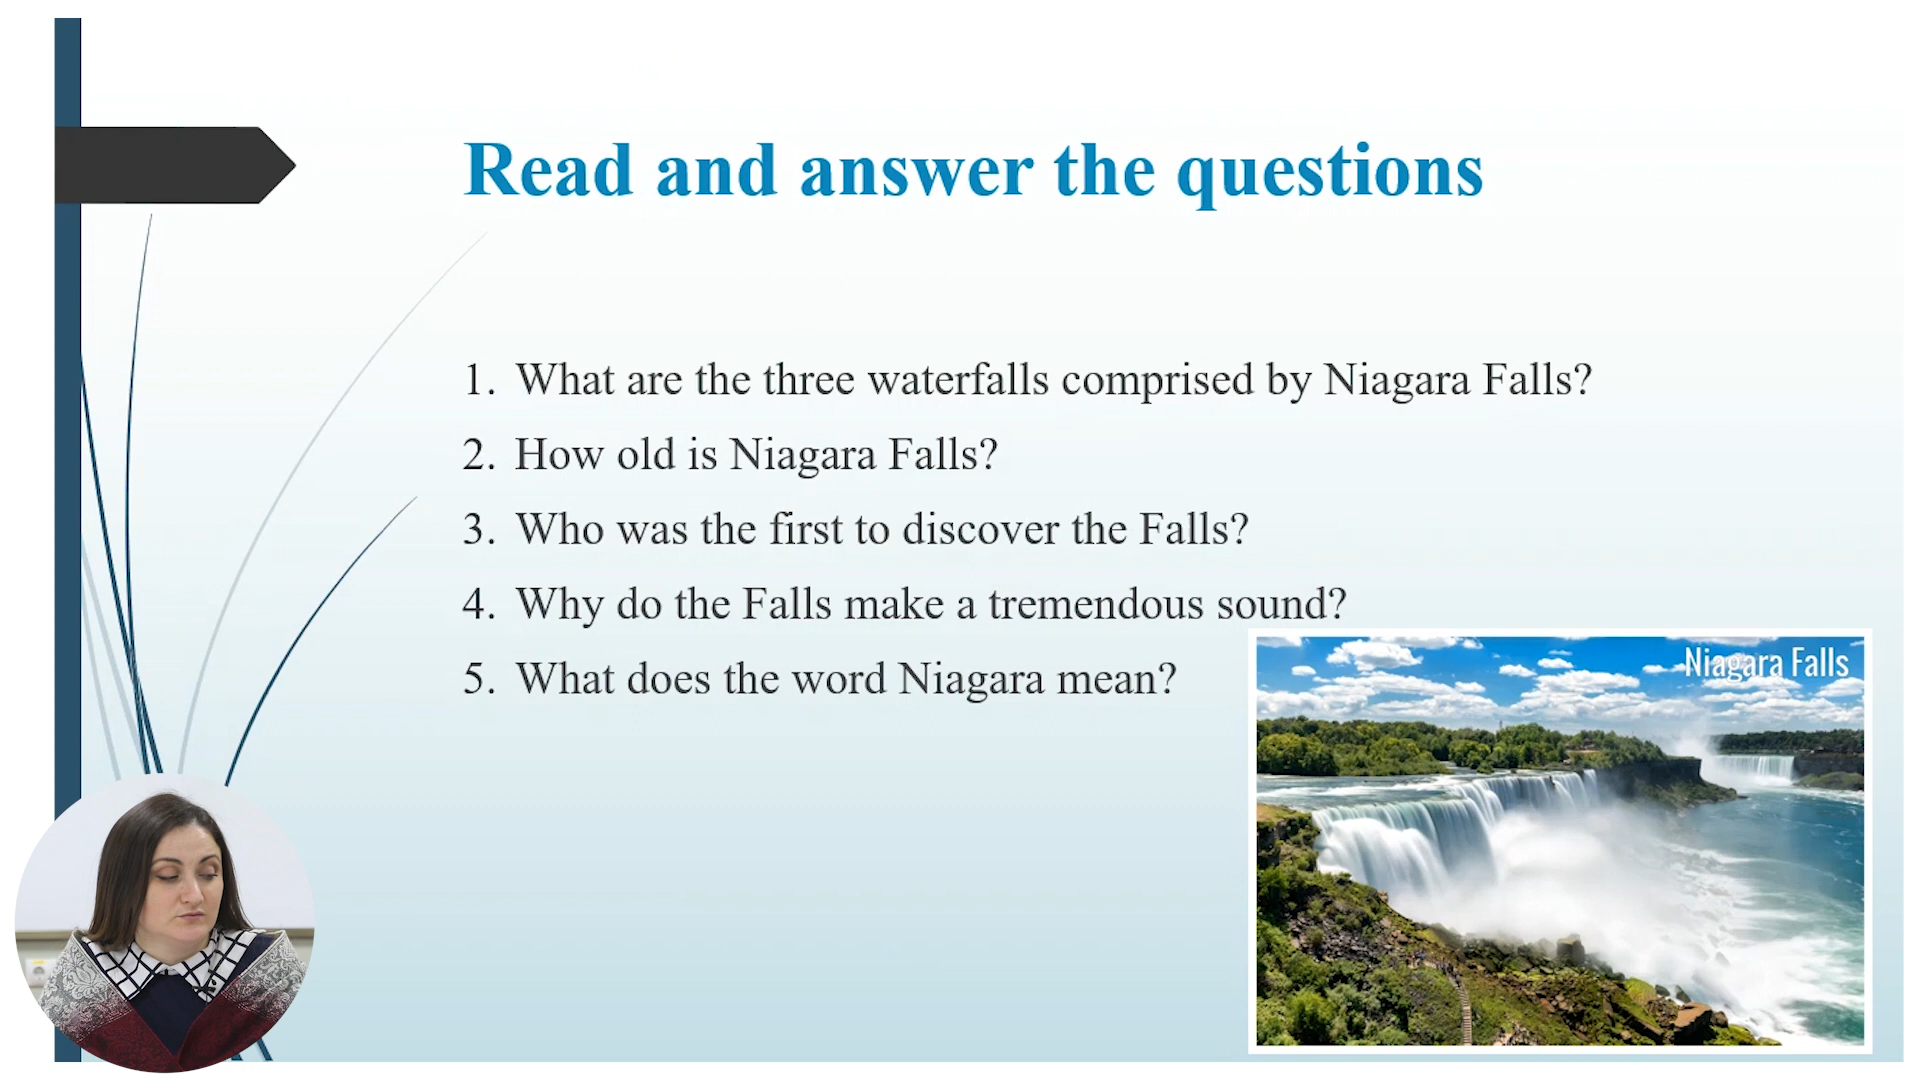 Read and answer the questions
1. What are the three waterfalls comprised by Niagara Falls?
2. How old is Niagara Falls?
3. Who was the first to discover the Falls?
4. Why do the Falls make a tremendous sound?
5. What does the word Niagara mean?
Niagara Falls